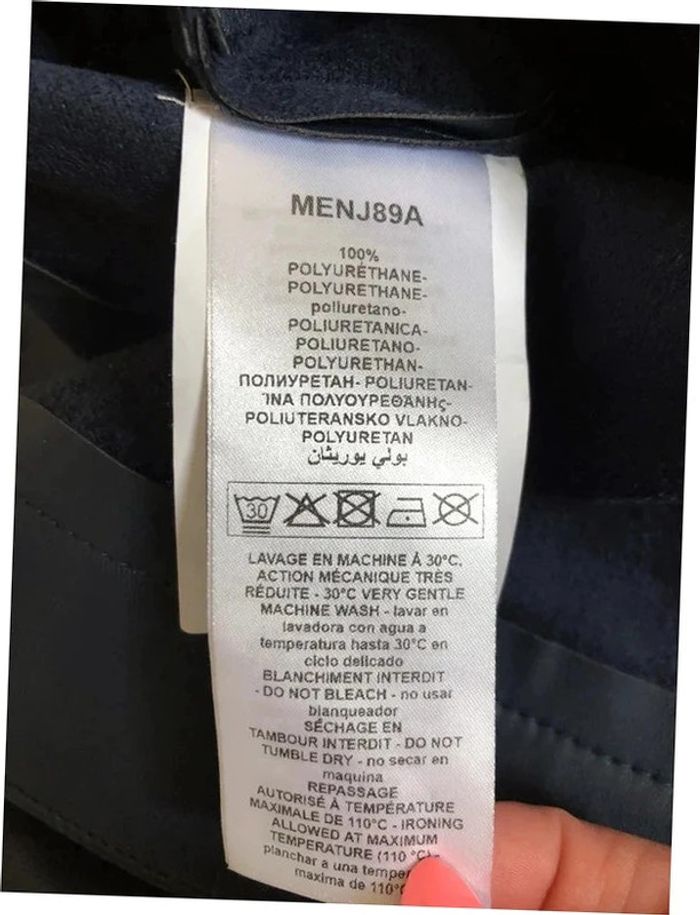 MENJ89A
100%
POLYURÉTHANE-
POLYURETHANE-
poliuretano-
POLIURETANICA-
POLIURETANO-
POLYURETHAN-
ПОЛИУРЕТАН- POLIURETAN-
ΊΝΑ ΠΟΛΥΟΥΡΕΘΆΝΗς-
POLIUTERANSKO VLAKNO-
POLYURETAN
بولي يوريثان
30
LAVAGE EN MACHINE À 30°C.
ACTION MÉCANIQUE TRÈS
RÉDUITE - 30°C VERY GENTLE
MACHINE WASH - lavar en
lavadora con agua a
temperatura hasta 30°C en
ciclo delicado
BLANCHIMENT INTERDIT
- DO NOT BLEACH - no usar
blanqueador
SÉCHAGE EN
TAMBOUR INTERDIT - DO NOT
TUMBLE DRY - no secar en
maquina
REPASSAGE
AUTORISÉ À TEMPÉRATURE
MAXIMALE DE 110°C - IRONING
ALLOWED AT MAXIMUM
TEMPERATURE (110 °C)-
planchar a una
maxima de 110°